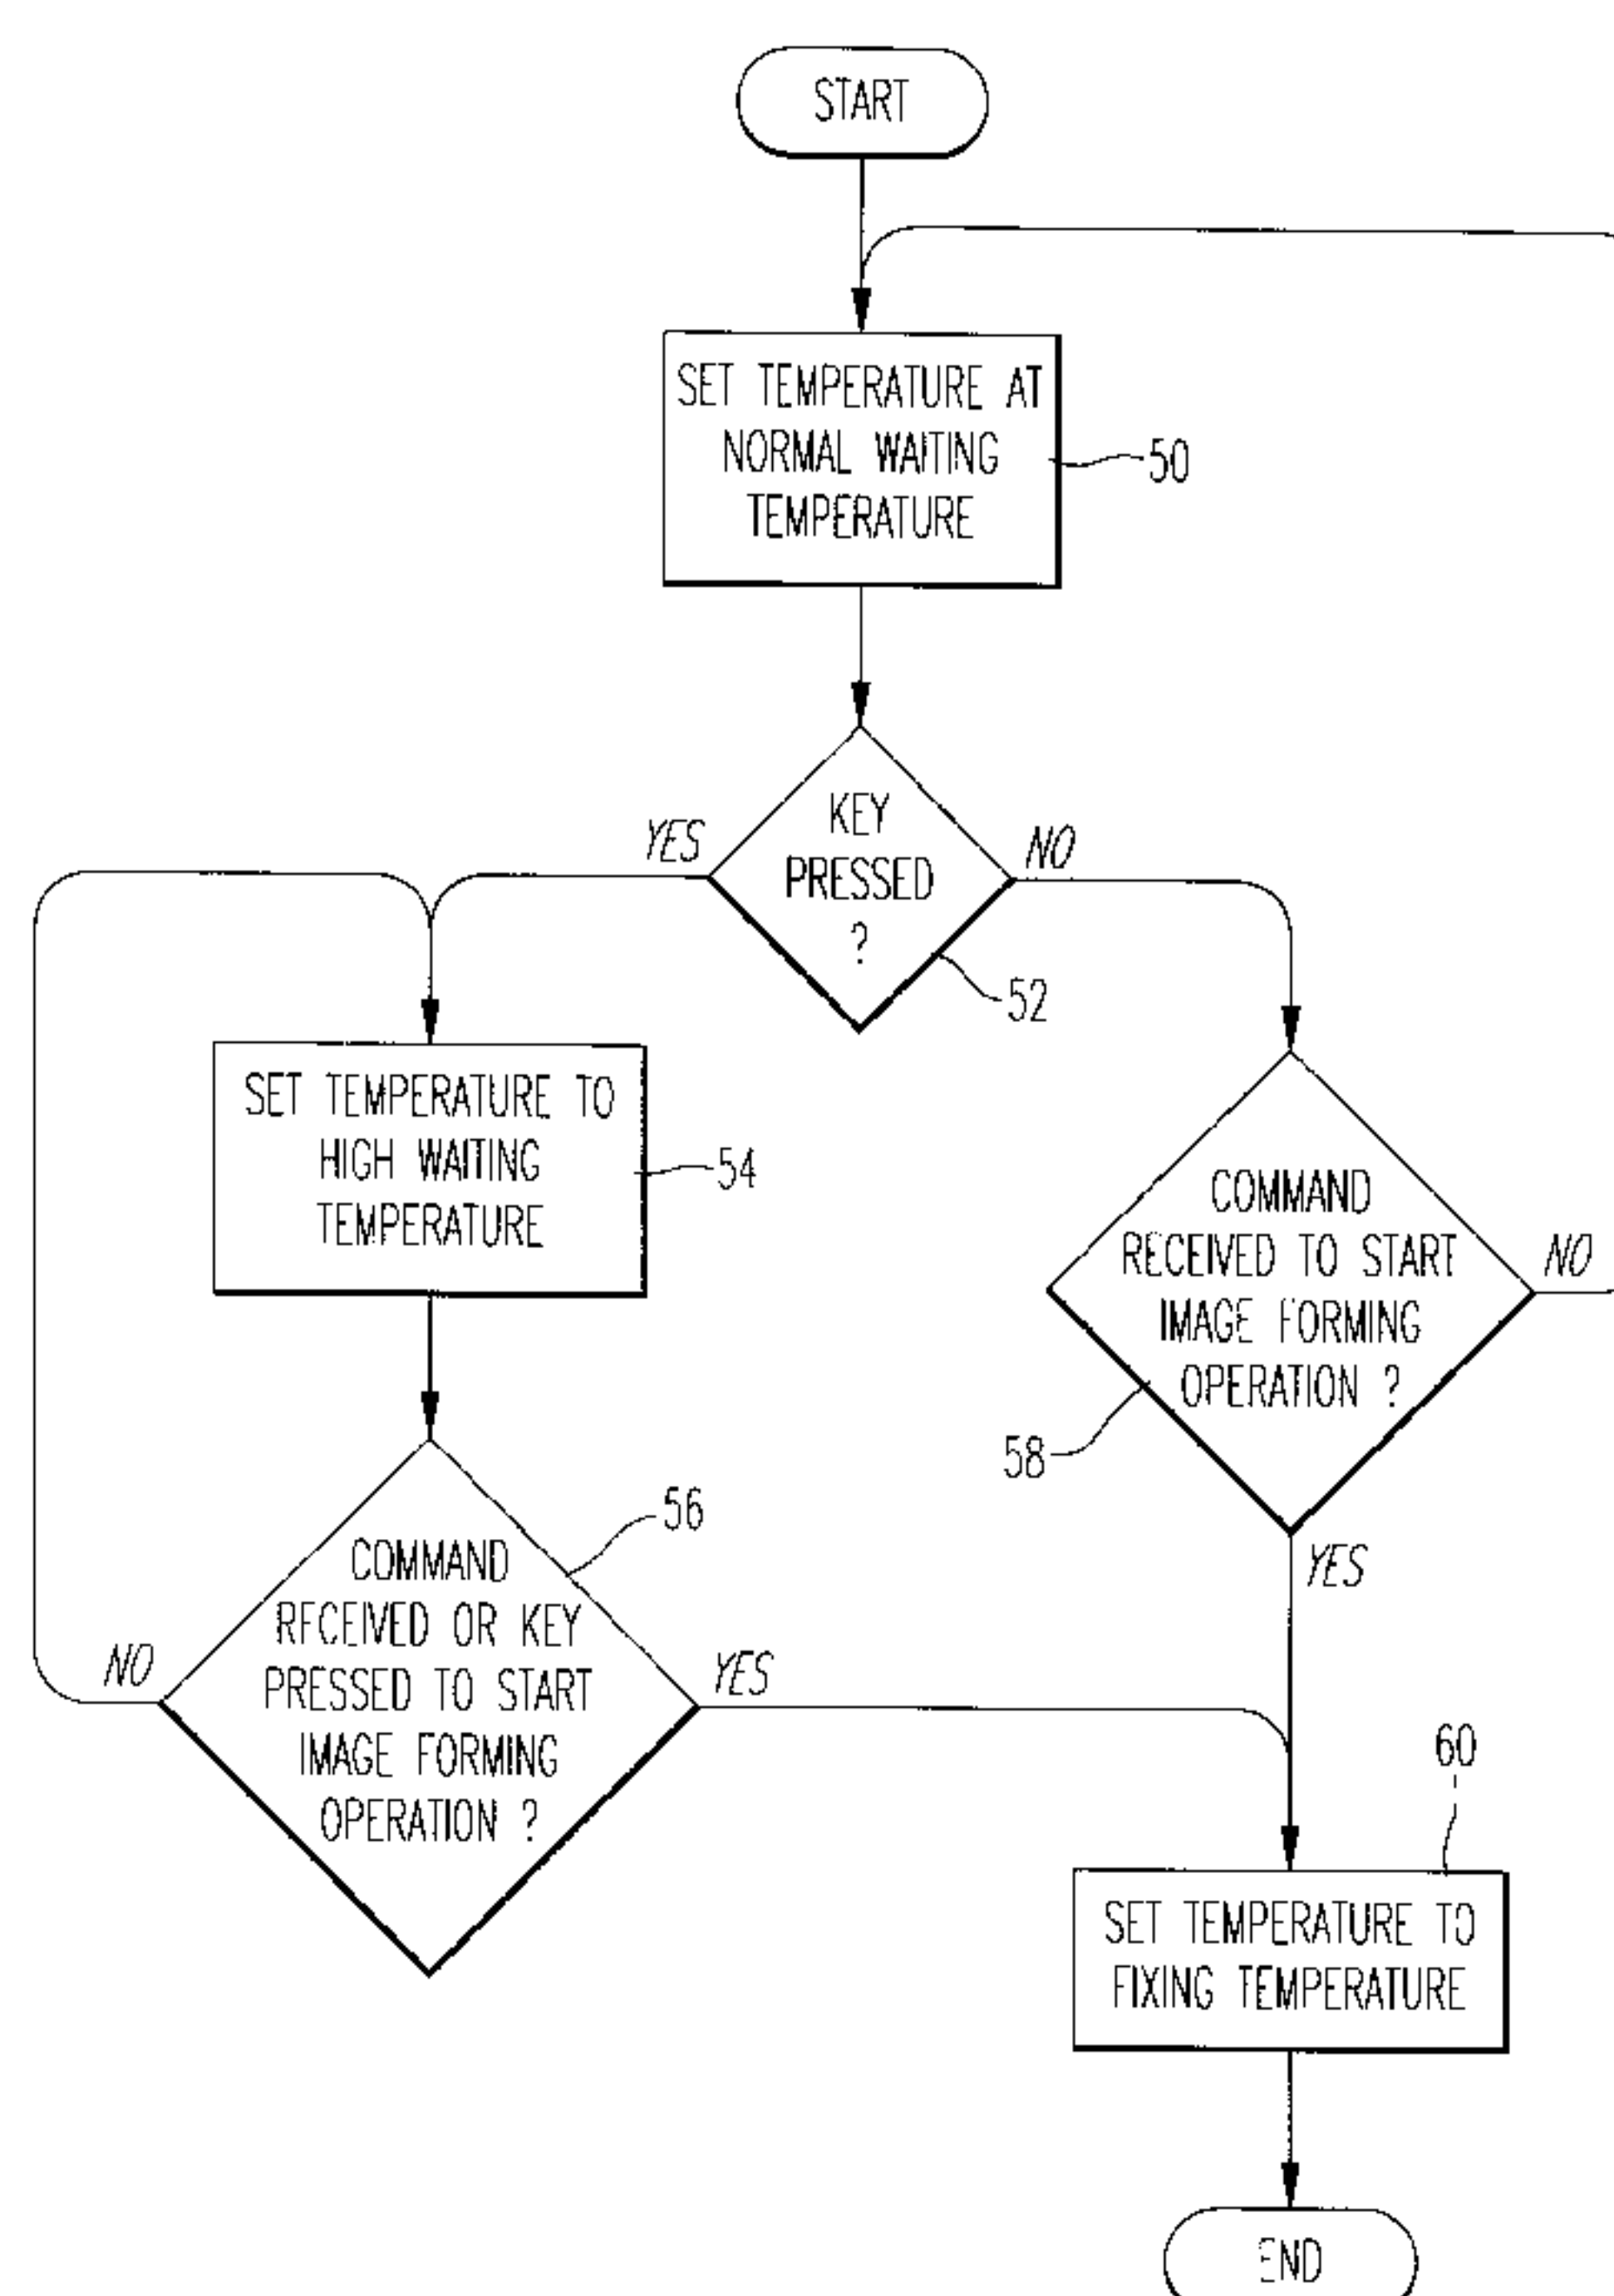 START
SET TEMPERATURE AT
NORMAL WAITING
TEMPERATURE
50
KEY
PRESSED
?
YES
NO
52
SET TEMPERATURE TO
HIGH WAITING
TEMPERATURE
54
COMMAND
RECEIVED TO START
IMAGE FORMING
OPERATION ?
NO
58
YES
56
COMMAND
RECEIVED OR KEY
PRESSED TO START
IMAGE FORMING
OPERATION ?
NO
YES
60
SET TEMPERATURE TO
FIXING TEMPERATURE
END